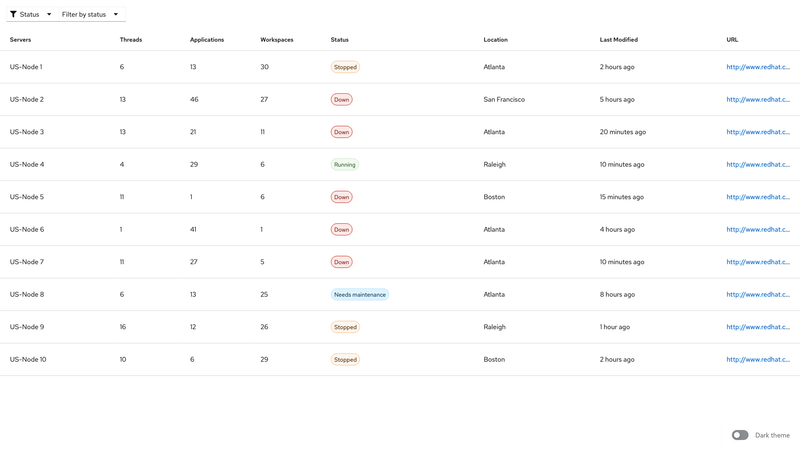 Status Filter by status
Servers Threads Applications Workspaces Status Location Last Modified URL
US-Node 1 6 13 30 Stopped Atlanta 2 hours ago http://www.redhat.c...
US-Node 2 13 46 27 Down San Francisco 5 hours ago http://www.redhat.c...
US-Node 3 13 21 11 Down Atlanta 20 minutes ago http://www.redhat.c...
US-Node 4 4 29 6 Running Raleigh 10 minutes ago http://www.redhat.c...
US-Node 5 11 1 6 Down Boston 15 minutes ago http://www.redhat.c...
US-Node 6 1 41 1 Down Atlanta 4 hours ago http://www.redhat.c...
US-Node 7 11 27 5 Down Atlanta 10 minutes ago http://www.redhat.c...
US-Node 8 6 13 25 Needs maintenance Atlanta 8 hours ago http://www.redhat.c...
US-Node 9 16 12 26 Stopped Raleigh 1 hour ago http://www.redhat.c...
US-Node 10 10 6 29 Stopped Boston 2 hours ago http://www.redhat.c...
Dark theme